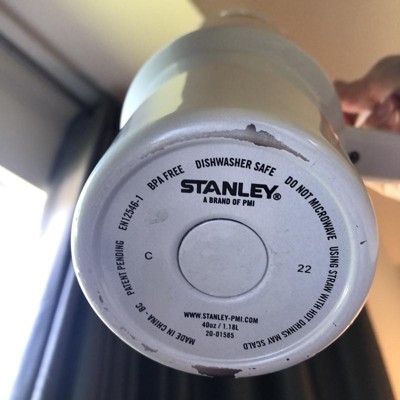 EN12546-1 BPA FREE DISHWASHER SAFE DO NOT MICROWAVE USING STRAW WITH HOT DRINKS MAY SCALD
STANLEY®
A BRAND OF PMI
C
22
WWW.STANLEY-PMI.COM
40oz / 1.18L
20-01585
MADE IN CHINA - BC PATENT PENDING